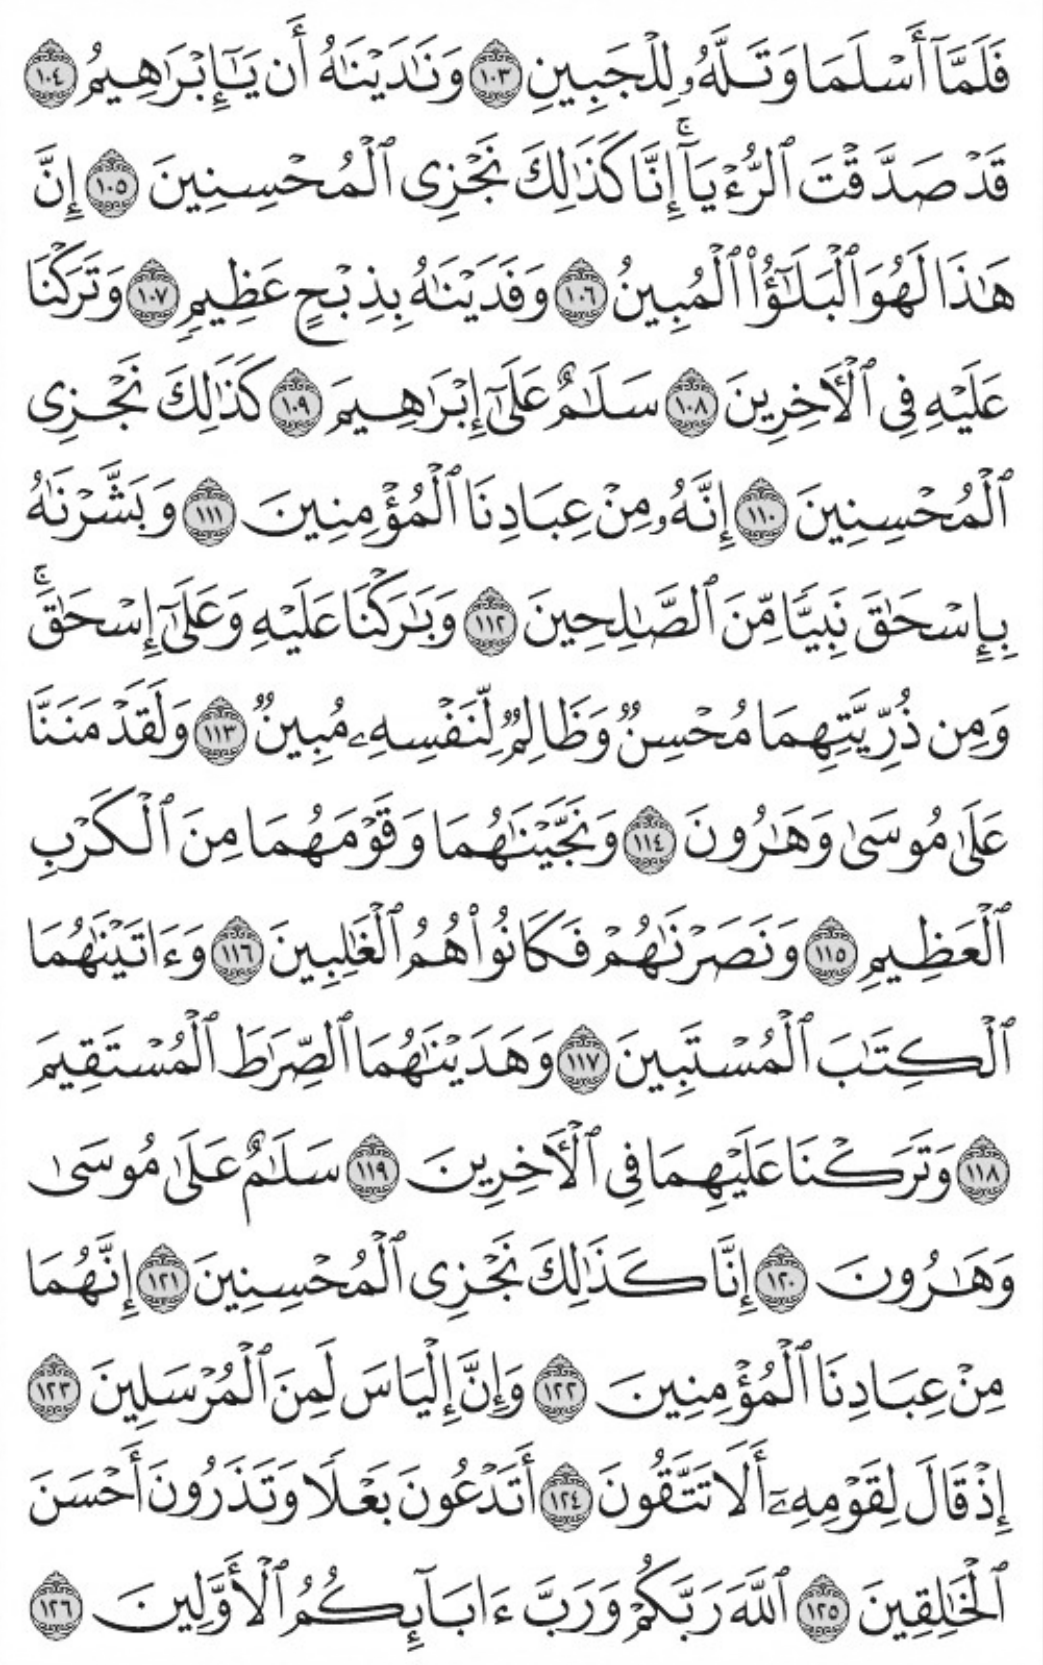 فَلَمَّآ أَسْلَمَا وَتَلَّهُۥ لِلْجَبِينِ ١٠٣ وَنَٰدَيْنَٰهُ أَن يَٰٓإِبْرَٰهِيمُ ١٠٤
قَدْ صَدَّقْتَ ٱلرُّءْيَآۚ إِنَّا كَذَٰلِكَ نَجْزِى ٱلْمُحْسِنِينَ ١٠٥ إِنَّ
هَٰذَا لَهُوَ ٱلْبَلَٰٓؤُا۟ ٱلْمُبِينُ ١٠٦ وَفَدَيْنَٰهُ بِذِبْحٍ عَظِيمٍ ١٠٧ وَتَرَكْنَا
عَلَيْهِ فِى ٱلْأَخِرِينَ ١٠٨ سَلَٰمٌ عَلَىٰٓ إِبْرَٰهِيمَ ١٠٩ كَذَٰلِكَ نَجْزِى
ٱلْمُحْسِنِينَ ١١٠ إِنَّهُۥ مِنْ عِبَادِنَا ٱلْمُؤْمِنِينَ ١١١ وَبَشَّرْنَٰهُ
بِإِسْحَٰقَ نَبِيًّا مِّنَ ٱلصَّٰلِحِينَ ١١٢ وَبَٰرَكْنَا عَلَيْهِ وَعَلَىٰٓ إِسْحَٰقَۚ
وَمِن ذُرِّيَّتِهِمَا مُحْسِنٌ وَظَالِمٌ لِّنَفْسِهِۦ مُبِينٌ ١١٣ وَلَقَدْ مَنَنَّا
عَلَىٰ مُوسَىٰ وَهَٰرُونَ ١١٤ وَنَجَّيْنَٰهُمَا وَقَوْمَهُمَا مِنَ ٱلْكَرْبِ
ٱلْعَظِيمِ ١١٥ وَنَصَرْنَٰهُمْ فَكَانُوا۟ هُمُ ٱلْغَٰلِبِينَ ١١٦ وَءَاتَيْنَٰهُمَا
ٱلْكِتَٰبَ ٱلْمُسْتَبِينَ ١١٧ وَهَدَيْنَٰهُمَا ٱلصِّرَٰطَ ٱلْمُسْتَقِيمَ
١١٨ وَتَرَكْنَا عَلَيْهِمَا فِى ٱلْأَخِرِينَ ١١٩ سَلَٰمٌ عَلَىٰ مُوسَىٰ
وَهَٰرُونَ ١٢٠ إِنَّا كَذَٰلِكَ نَجْزِى ٱلْمُحْسِنِينَ ١٢١ إِنَّهُمَا
مِنْ عِبَادِنَا ٱلْمُؤْمِنِينَ ١٢٢ وَإِنَّ إِلْيَاسَ لَمِنَ ٱلْمُرْسَلِينَ ١٢٣
إِذْ قَالَ لِقَوْمِهِۦٓ أَلَا تَتَّقُونَ ١٢٤ أَتَدْعُونَ بَعْلًا وَتَذَرُونَ أَحْسَنَ
ٱلْخَٰلِقِينَ ١٢٥ ٱللَّهَ رَبَّكُمْ وَرَبَّ ءَابَآئِكُمُ ٱلْأَوَّلِينَ ١٢٦